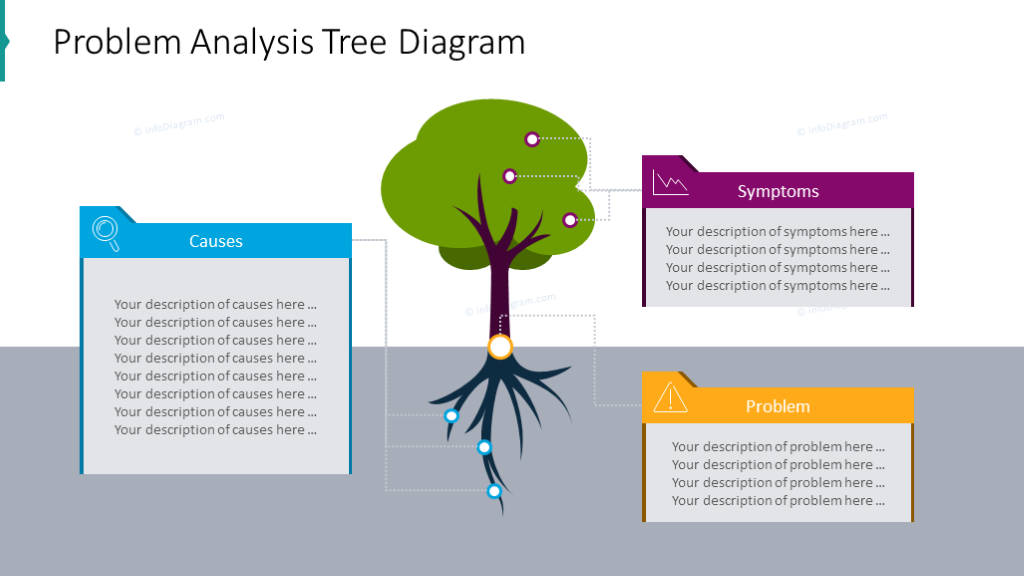 Problem Analysis Tree Diagram
© infoDiagram.com
© infoDiagram.com
Symptoms
Your description of symptoms here ...
Your description of symptoms here ...
Your description of symptoms here ...
Your description of symptoms here ...
Causes
Your description of causes here ...
Your description of causes here ...
Your description of causes here ...
Your description of causes here ...
Your description of causes here ...
Your description of causes here ...
Your description of causes here ...
Your description of causes here ...
Problem
Your description of problem here ...
Your description of problem here ...
Your description of problem here ...
Your description of problem here ...